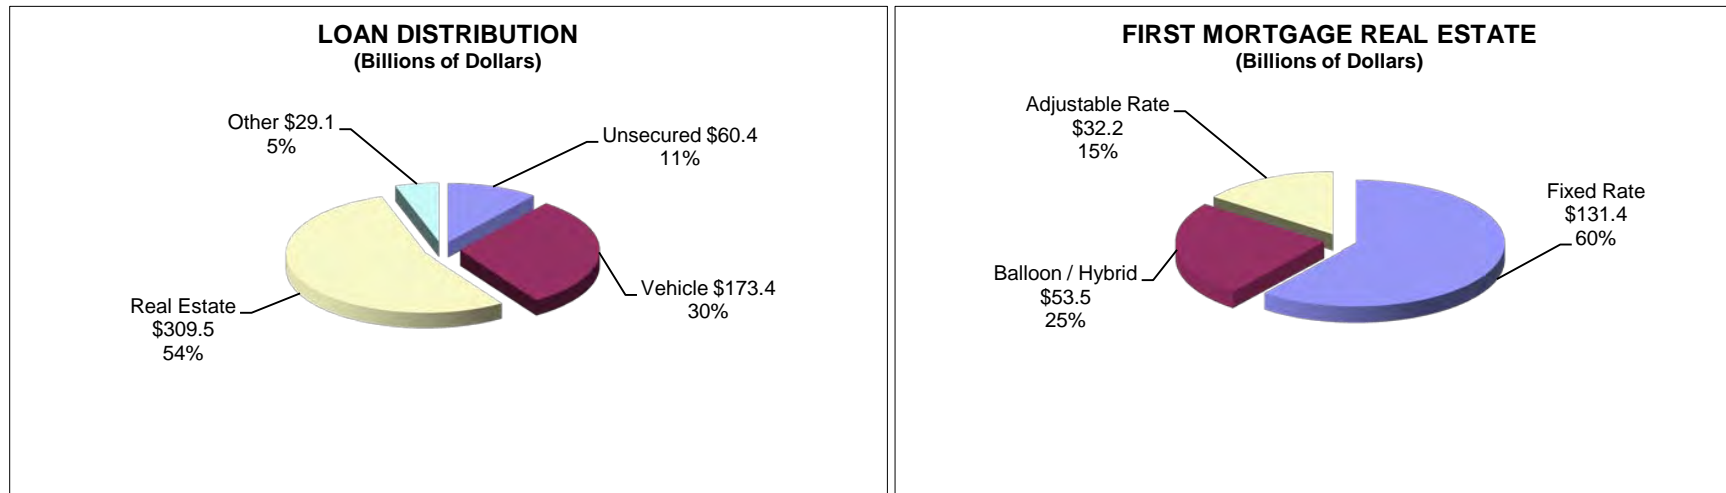 LOAN DISTRIBUTION
(Billions of Dollars)
Other $29.1
5%
Unsecured $60.4
11%
Vehicle $173.4
30%
Real Estate
$309.5
54%
FIRST MORTGAGE REAL ESTATE
(Billions of Dollars)
Adjustable Rate
$32.2
15%
Fixed Rate
$131.4
60%
Balloon / Hybrid
$53.5
25%